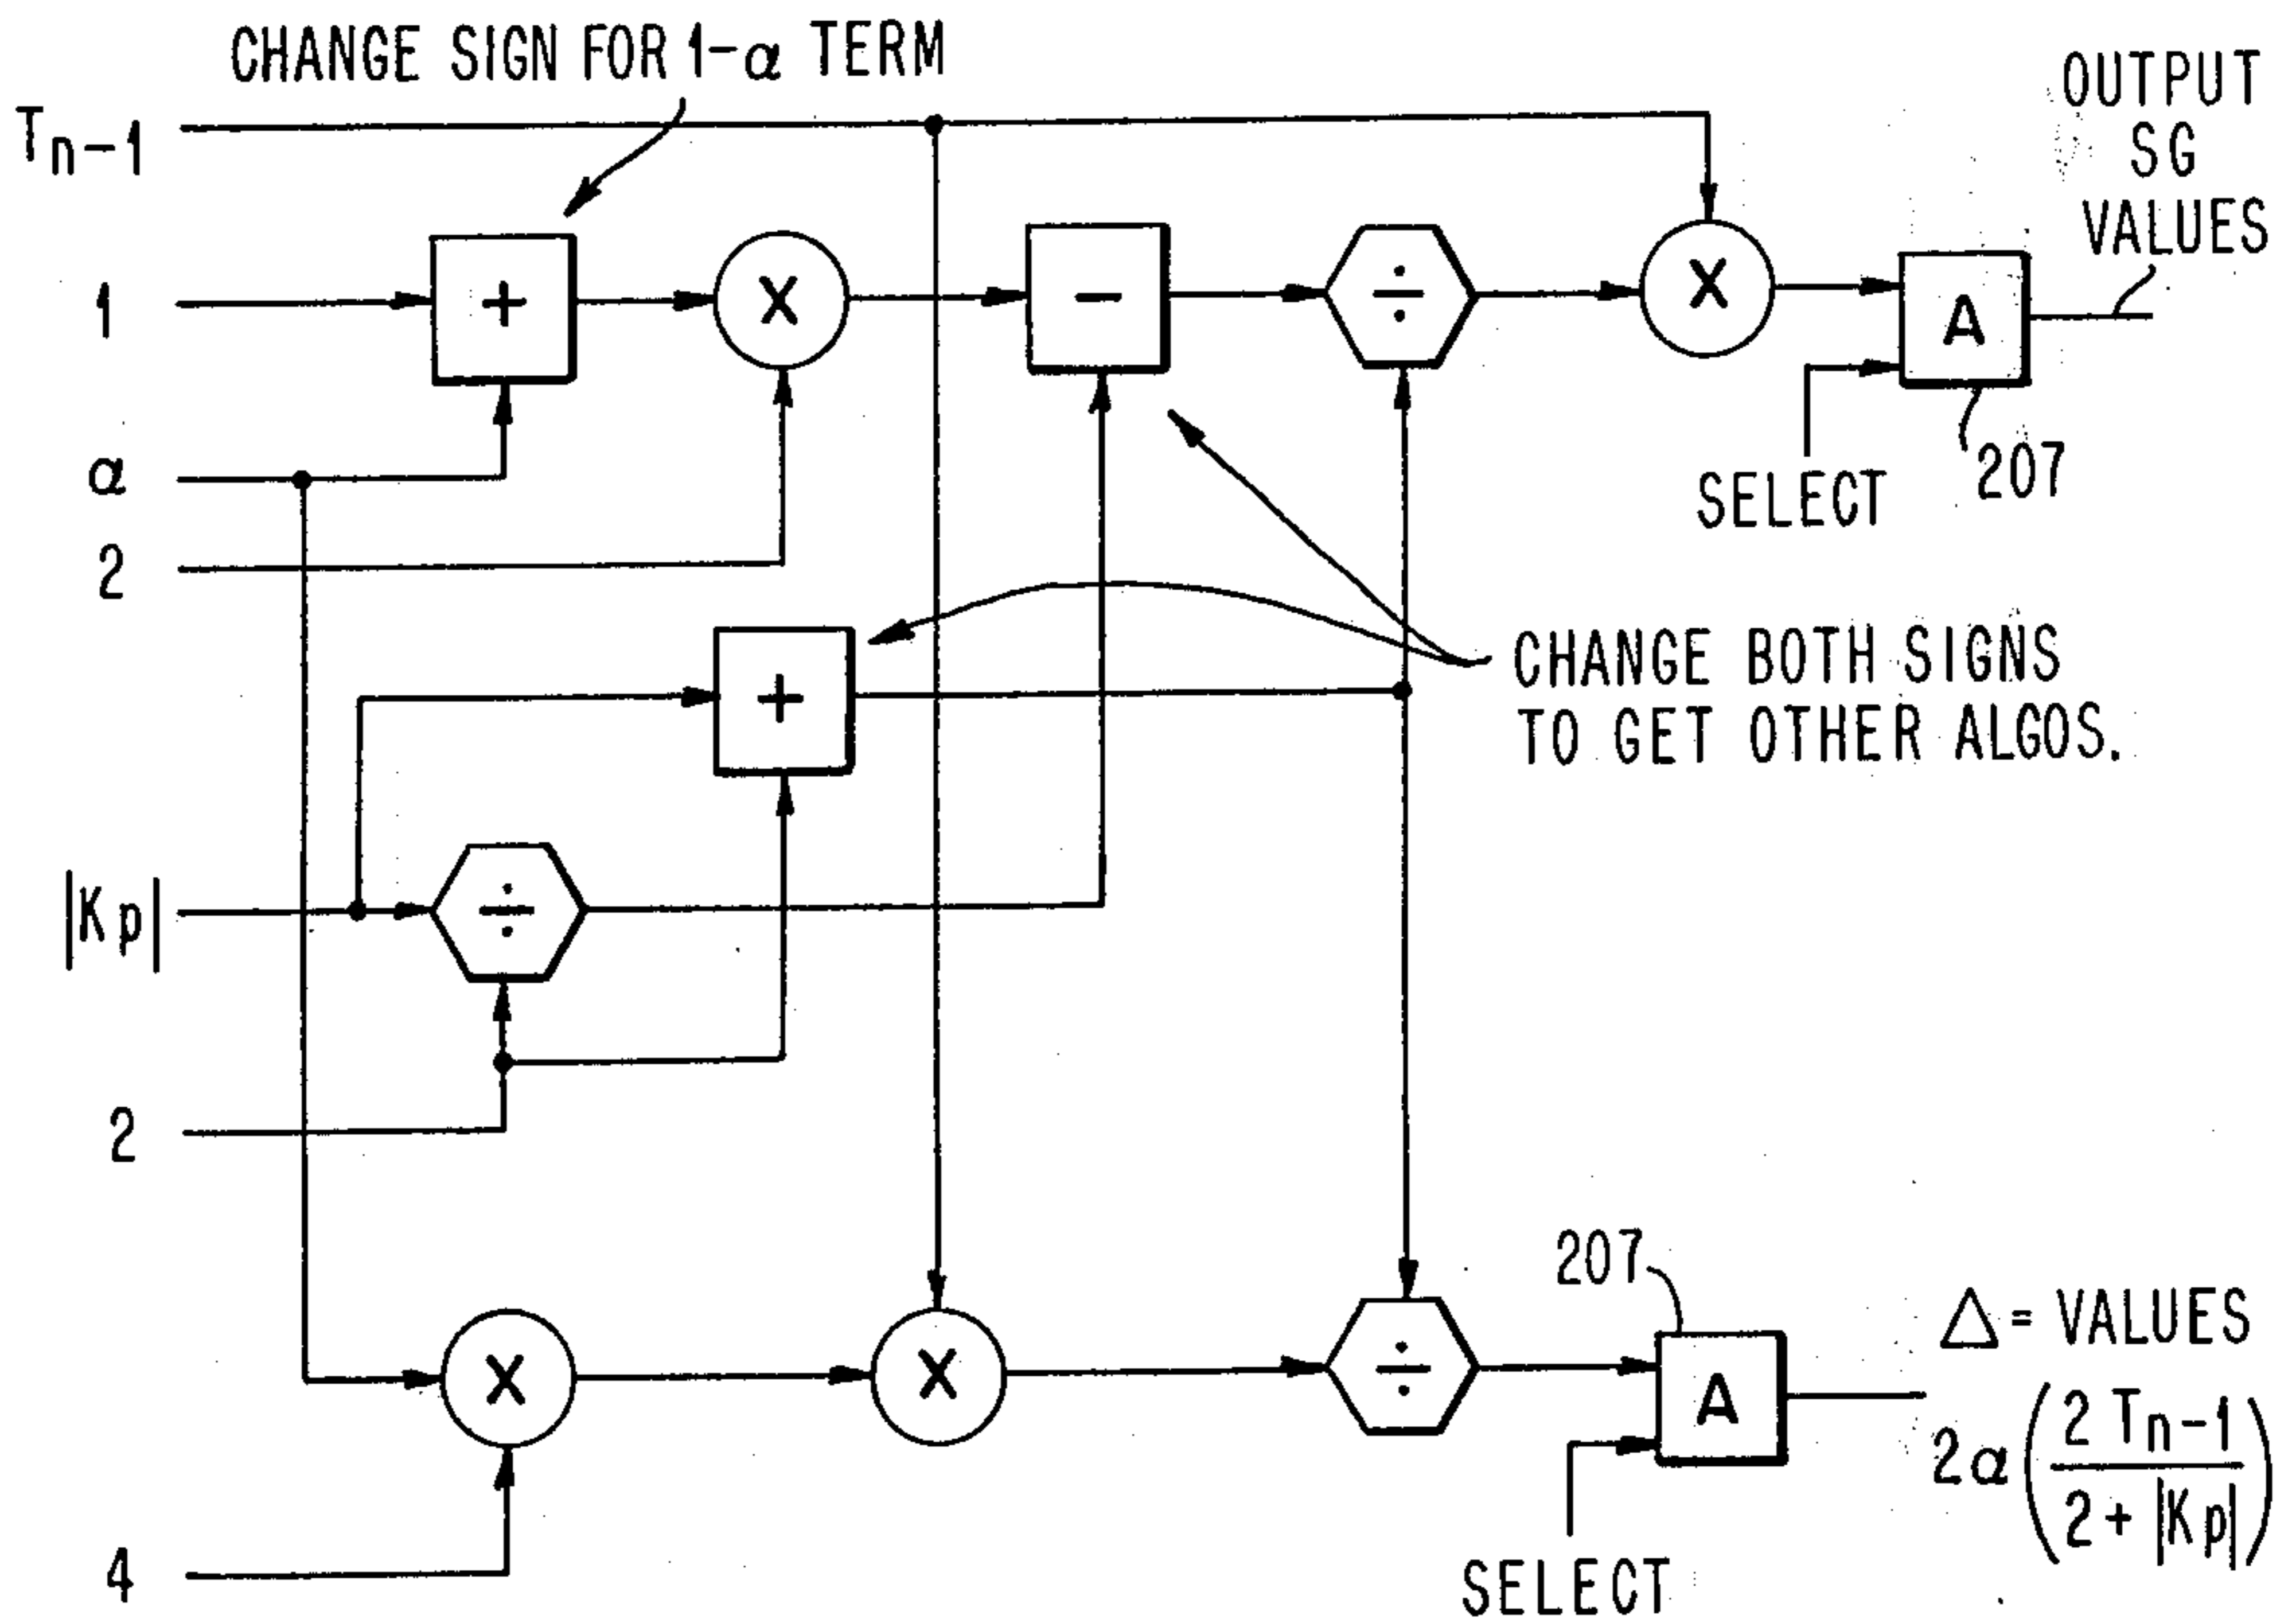 CHANGE SIGN FOR 1-α TERM
Tn-1
OUTPUT
SG
VALUES
1
+
X
−
÷
X
A
α
SELECT
207
2
+
CHANGE BOTH SIGNS
TO GET OTHER ALGOS.
|Kp|
÷
2
207
X
X
÷
A
Δ= VALUES
2α(2 Tn-1 / 2 + |Kp|)
4
SELECT